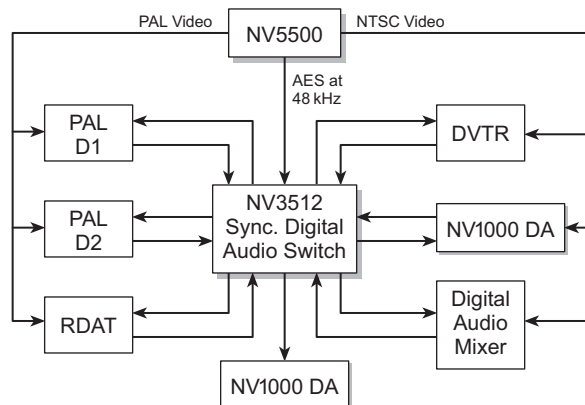 PAL Video
NV5500
NTSC Video
AES at
48 kHz
PAL
D1
DVTR
NV3512
Sync. Digital
Audio Switch
PAL
D2
NV1000 DA
RDAT
Digital
Audio
Mixer
NV1000 DA